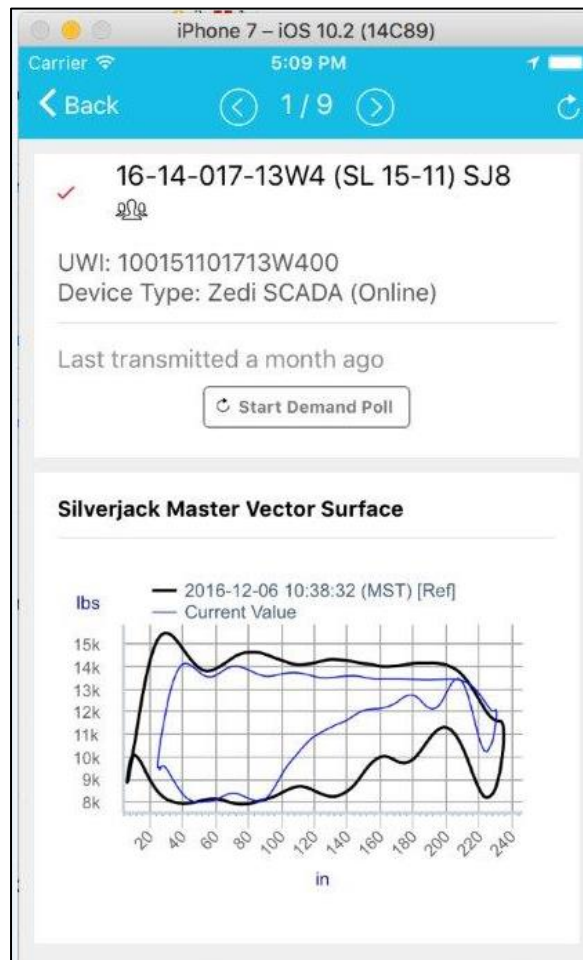 iPhone 7 – iOS 10.2 (14C89)
Carrier 5:09 PM
Back 1 / 9
16-14-017-13W4 (SL 15-11) SJ8
UWI: 100151101713W400
Device Type: Zedi SCADA (Online)
Last transmitted a month ago
Start Demand Poll
Silverjack Master Vector Surface
lbs
2016-12-06 10:38:32 (MST) [Ref]
Current Value
15k
14k
13k
12k
11k
10k
9k
8k
20 40 60 80 100 120 140 160 180 200 220 240
in